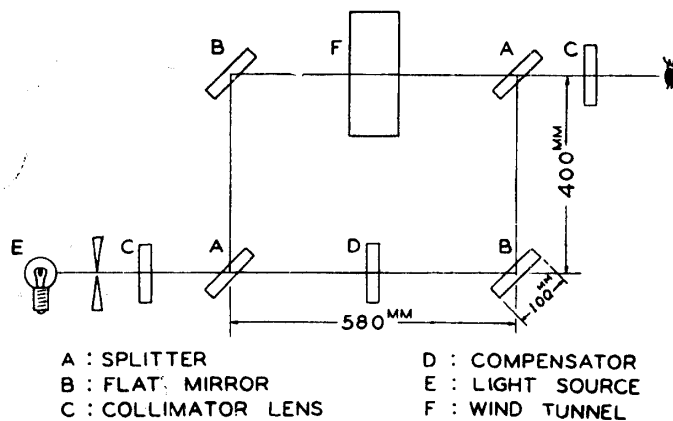 B
F
A
C
400MM
E
C
A
D
B
100MM
580MM
A : SPLITTER
B : FLAT MIRROR
C : COLLIMATOR LENS
D : COMPENSATOR
E : LIGHT SOURCE
F : WIND TUNNEL